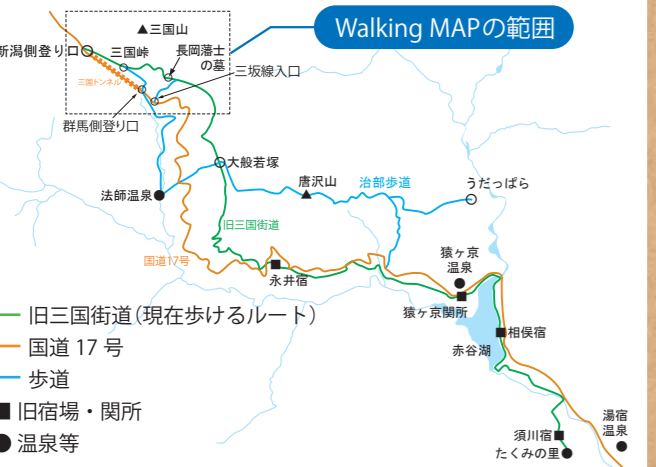 Walking MAPの範囲
▲三国山
新潟側登り口
三国峠
長岡藩士
の墓
三坂線入口
三国トンネル
群馬側登り口
大般若塚
法師温泉
唐沢山
治部歩道
うだっぱら
旧三国街道
国道17号
永井宿
猿ヶ京
温泉
猿ヶ京関所
相俣宿
赤谷湖
旧三国街道(現在歩けるルート)
国道 17 号
歩道
■ 旧宿場・関所
● 温泉等
須川宿
たくみの里
湯宿
温泉